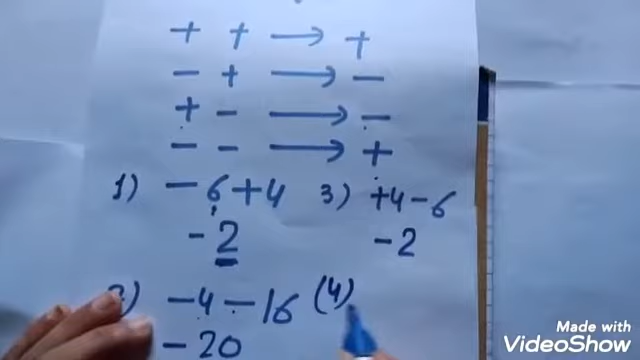 + + → +
- + → -
+ - → -
- - → +
1) -6+4 3) +4-6
-2 -2
2) -4-16 (4)
-20
Made with
VideoShow